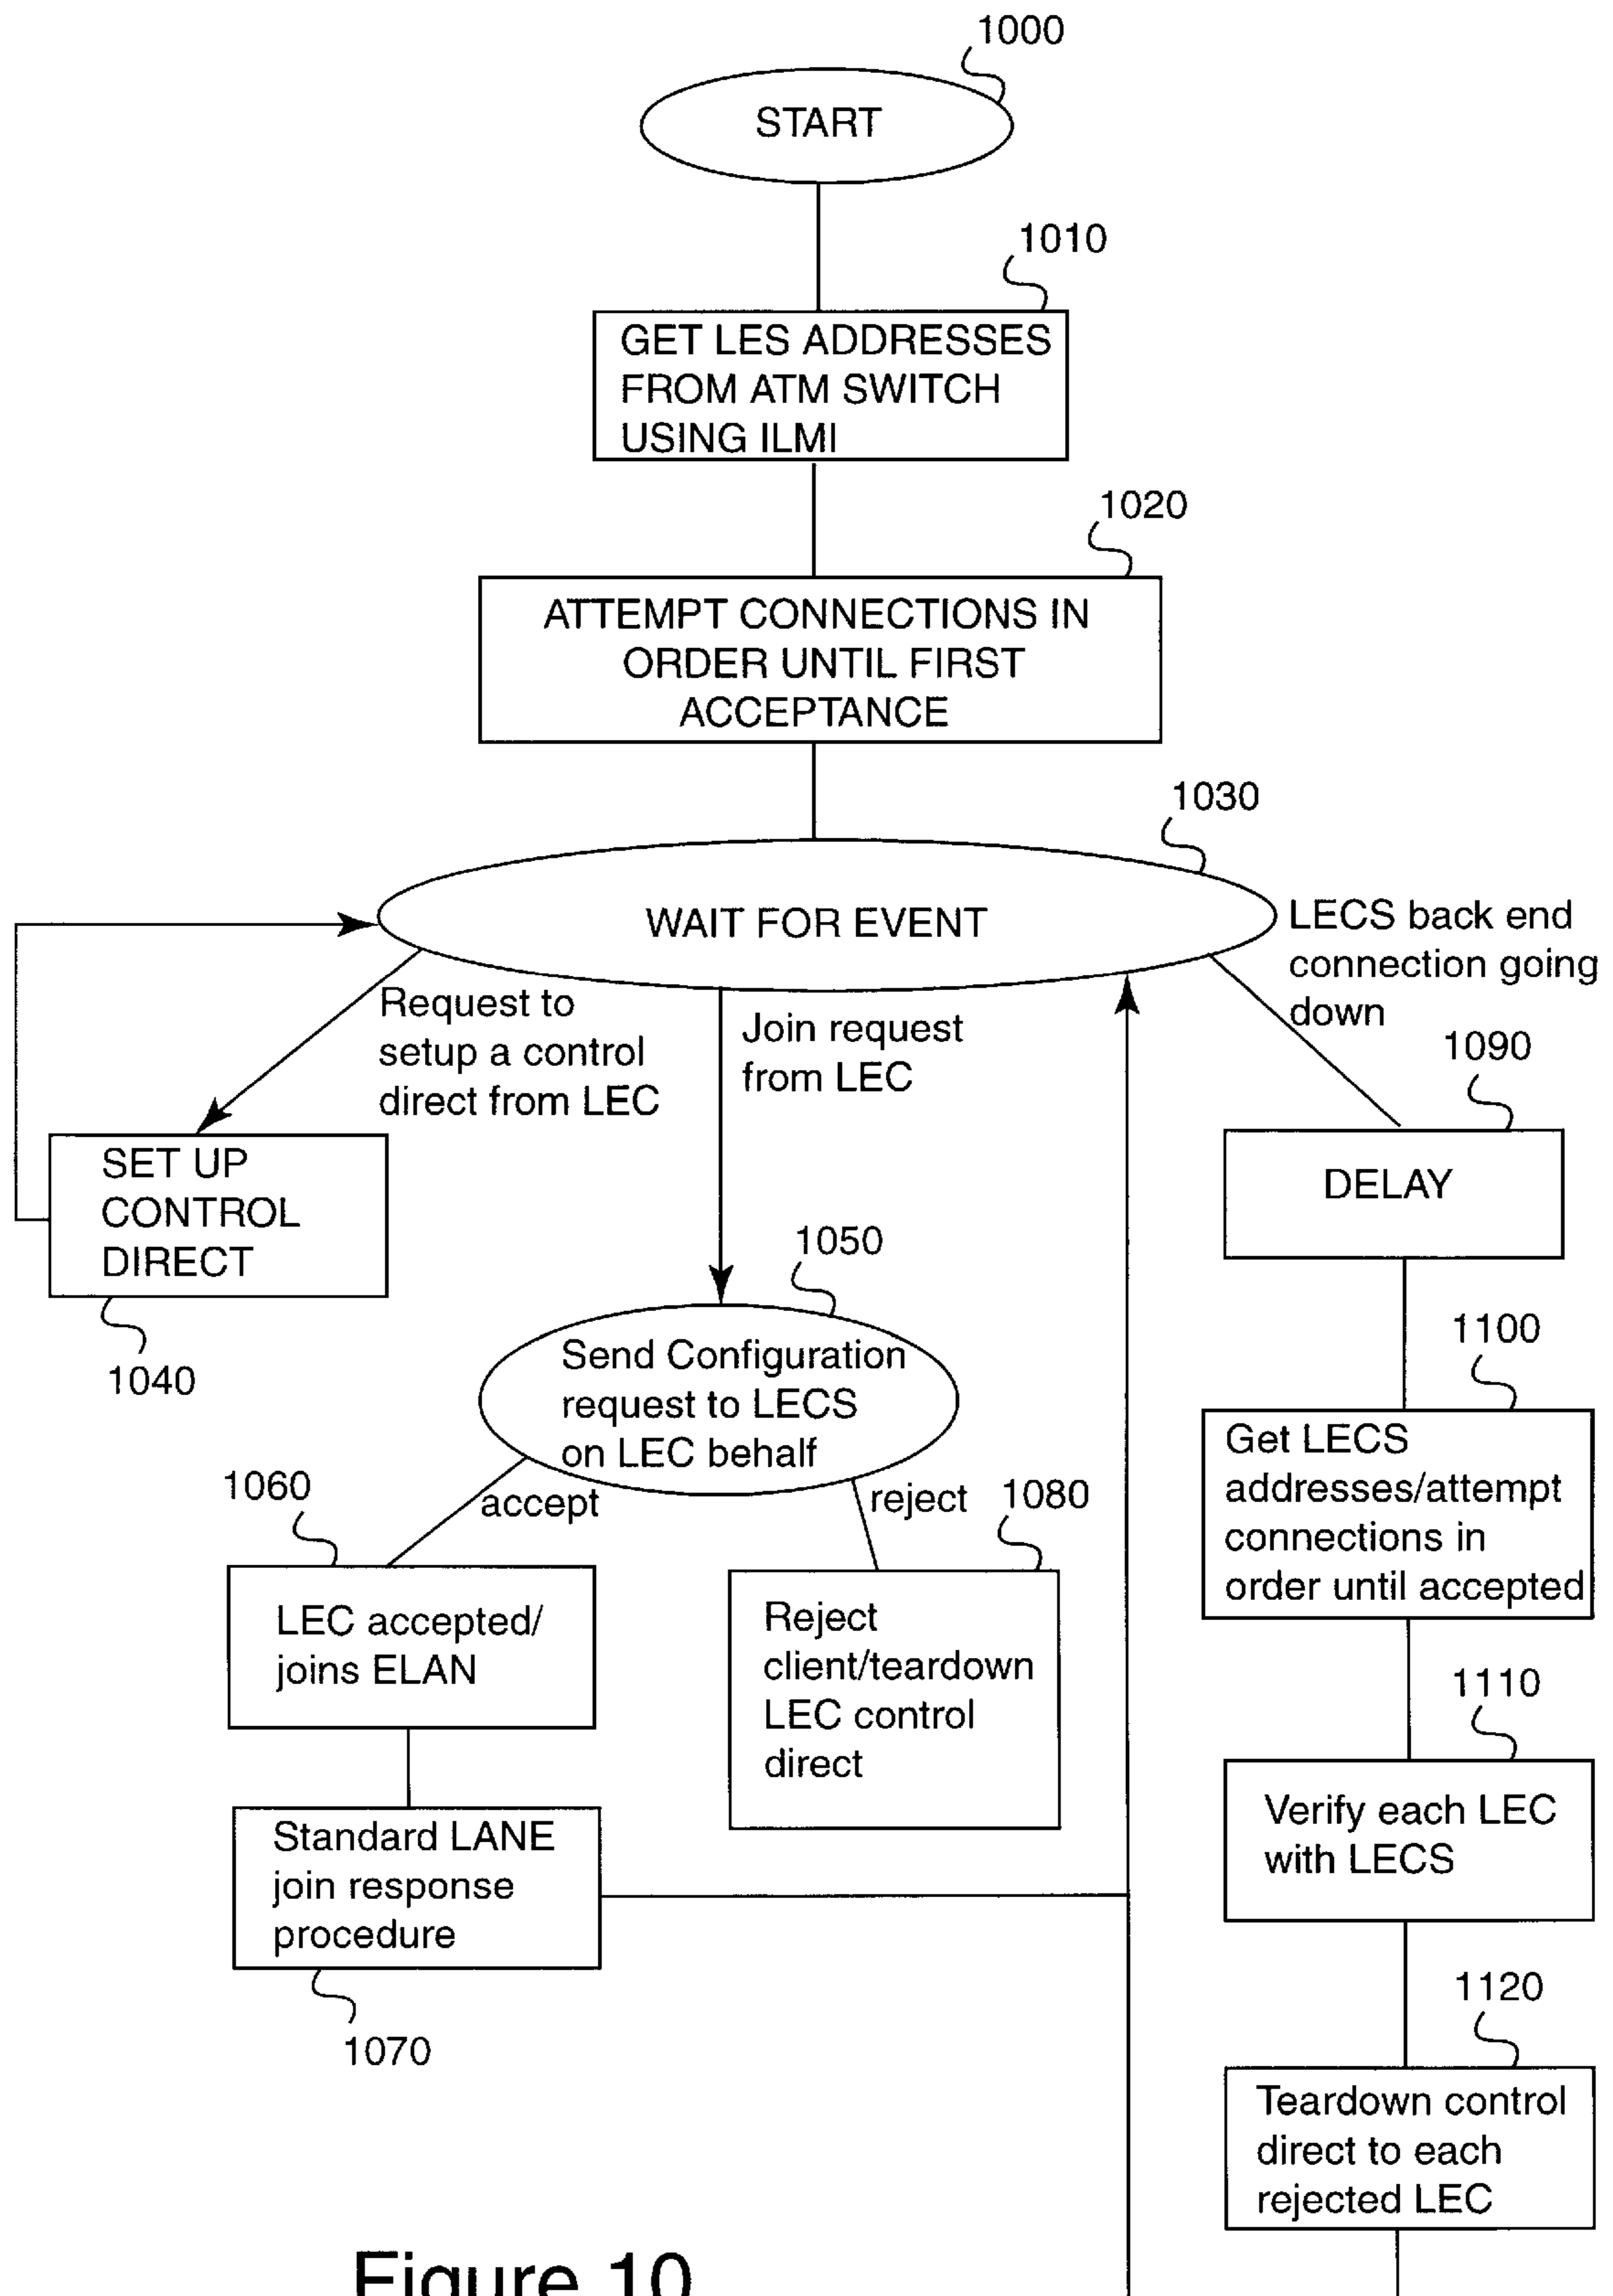 1000
START
1010
GET LES ADDRESSES
FROM ATM SWITCH
USING ILMI
1020
ATTEMPT CONNECTIONS IN
ORDER UNTIL FIRST
ACCEPTANCE
1030
WAIT FOR EVENT
LECS back end
connection going
down
Request to
setup a control
direct from LEC
Join request
from LEC
1090
SET UP
CONTROL
DIRECT
1040
DELAY
1050
Send Configuration
request to LECS
on LEC behalf
1100
Get LECS
addresses/attempt
connections in
order until accepted
1060
accept
reject
1080
LEC accepted/
joins ELAN
Reject
client/teardown
LEC control
direct
1110
Verify each LEC
with LECS
Standard LANE
join response
procedure
1070
1120
Teardown control
direct to each
rejected LEC
Figure 10